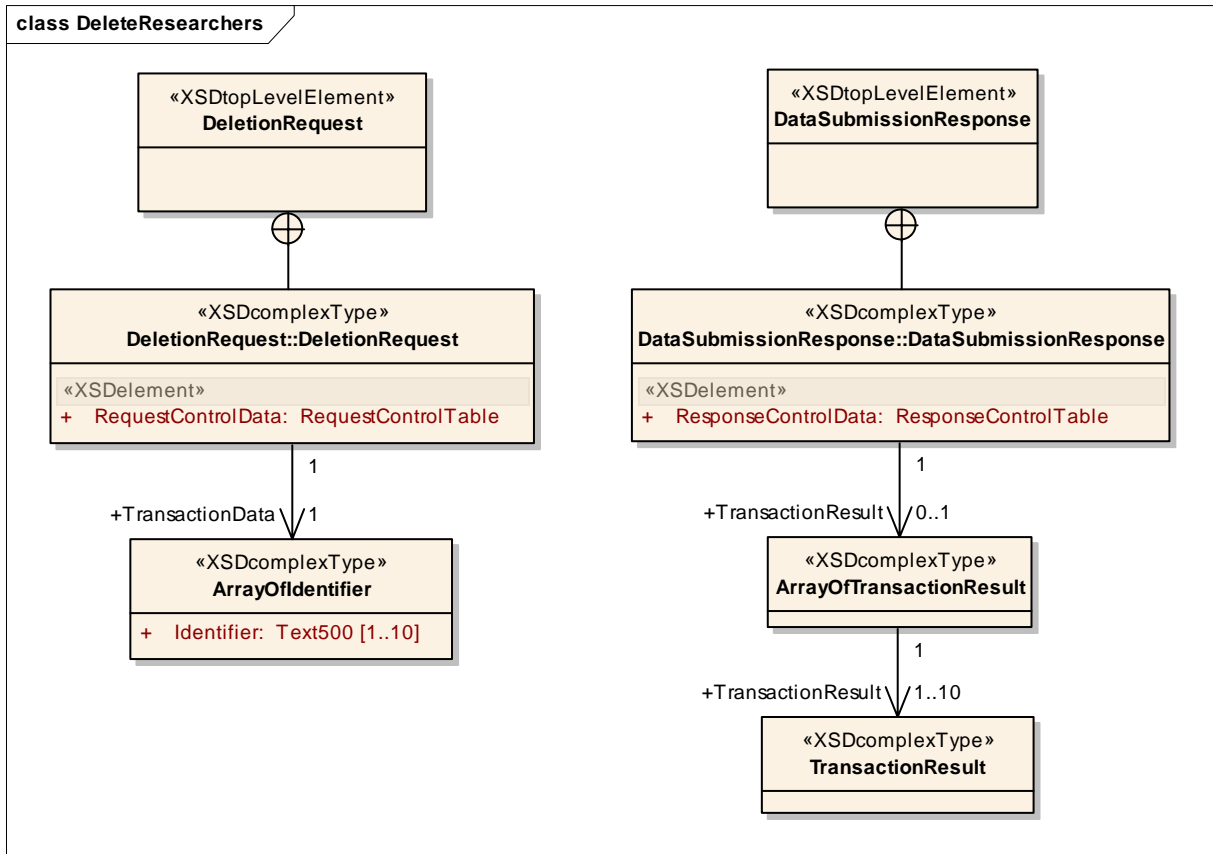 class DeleteResearchers
«XSDtopLevelElement»
DeletionRequest
«XSDcomplexType»
DeletionRequest::DeletionRequest
«XSDelement»
+ RequestControlData: RequestControlTable
1
+TransactionData
1
«XSDcomplexType»
ArrayOfIdentifier
+ Identifier: Text500 [1..10]
«XSDtopLevelElement»
DataSubmissionResponse
«XSDcomplexType»
DataSubmissionResponse::DataSubmissionResponse
«XSDelement»
+ ResponseControlData: ResponseControlTable
1
+TransactionResult
0..1
«XSDcomplexType»
ArrayOfTransactionResult
1
+TransactionResult
1..10
«XSDcomplexType»
TransactionResult